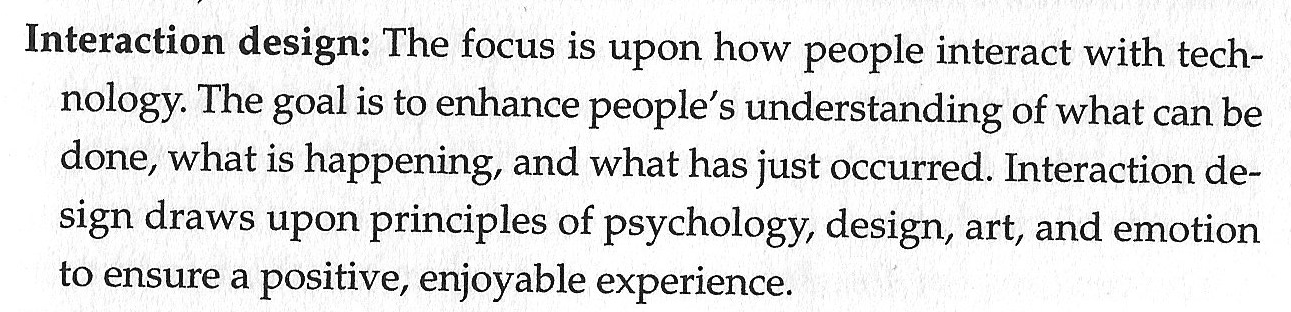 Interaction design: The focus is upon how people interact with tech-
nology. The goal is to enhance people's understanding of what can be
done, what is happening, and what has just occurred. Interaction de-
sign draws upon principles of psychology, design, art, and emotion
to ensure a positive, enjoyable experience.